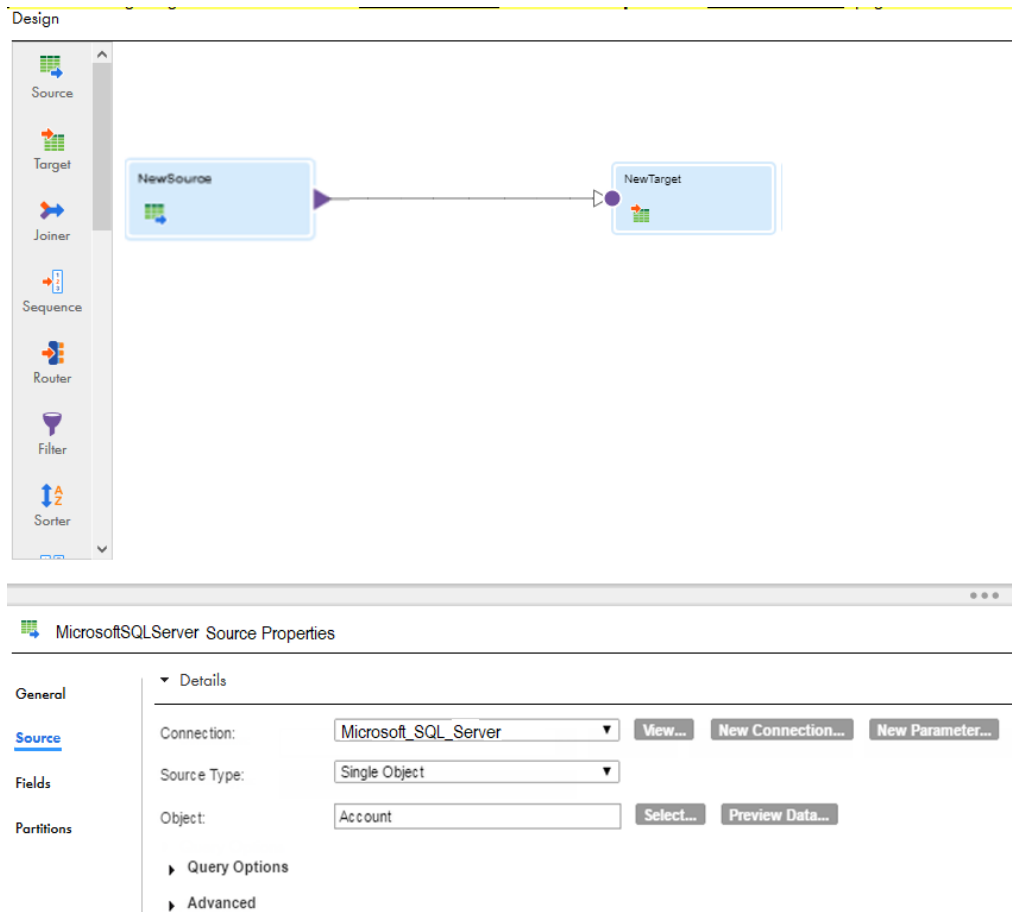 Design
Source
Target
Joiner
Sequence
Router
Filter
Sorter
NewSource
NewTarget
MicrosoftSQLServer Source Properties
General
Source
Fields
Partitions
Details
Connection: Microsoft_SQL_Server View... New Connection... New Parameter...
Source Type: Single Object
Object: Account Select... Preview Data...
Query Options
Advanced